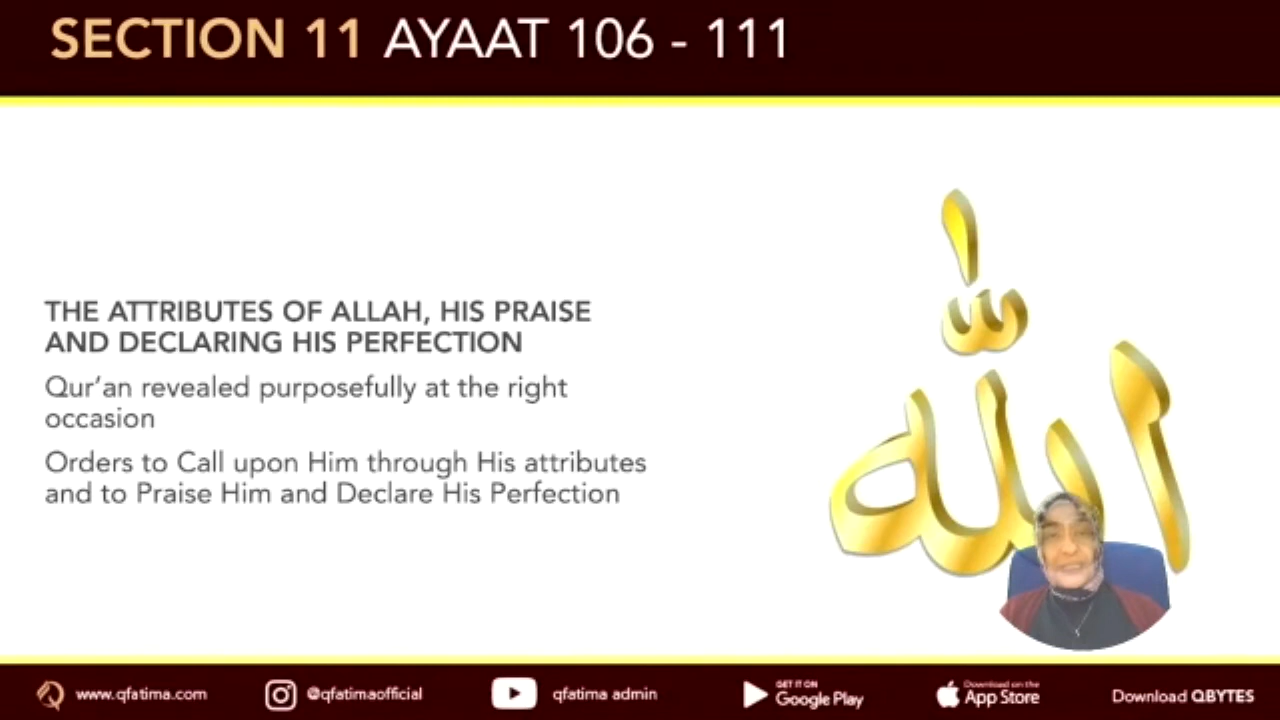 SECTION 11 AYAAT 106 - 111
THE ATTRIBUTES OF ALLAH, HIS PRAISE
AND DECLARING HIS PERFECTION
Qur’an revealed purposefully at the right
occasion
Orders to Call upon Him through His attributes
and to Praise Him and Declare His Perfection
الله
www.qfatima.com
@qfatimaofficial
qfatima admin
GET IT ON
Google Play
Download on the
App Store
Download QBYTES